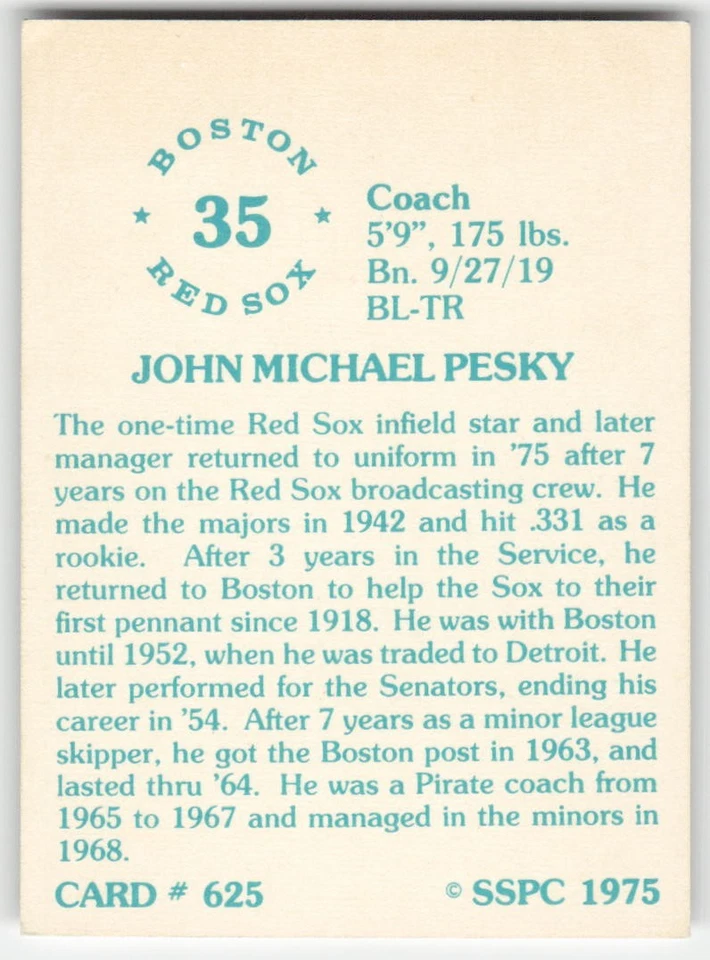 BOSTON
35
RED SOX
Coach
5'9", 175 lbs.
Bn. 9/27/19
BL-TR
JOHN MICHAEL PESKY
The one-time Red Sox infield star and later
manager returned to uniform in '75 after 7
years on the Red Sox broadcasting crew. He
made the majors in 1942 and hit .331 as a
rookie. After 3 years in the Service, he
returned to Boston to help the Sox to their
first pennant since 1918. He was with Boston
until 1952, when he was traded to Detroit. He
later performed for the Senators, ending his
career in '54. After 7 years as a minor league
skipper, he got the Boston post in 1963, and
lasted thru '64. He was a Pirate coach from
1965 to 1967 and managed in the minors in
1968.
CARD # 625
© SSPC 1975